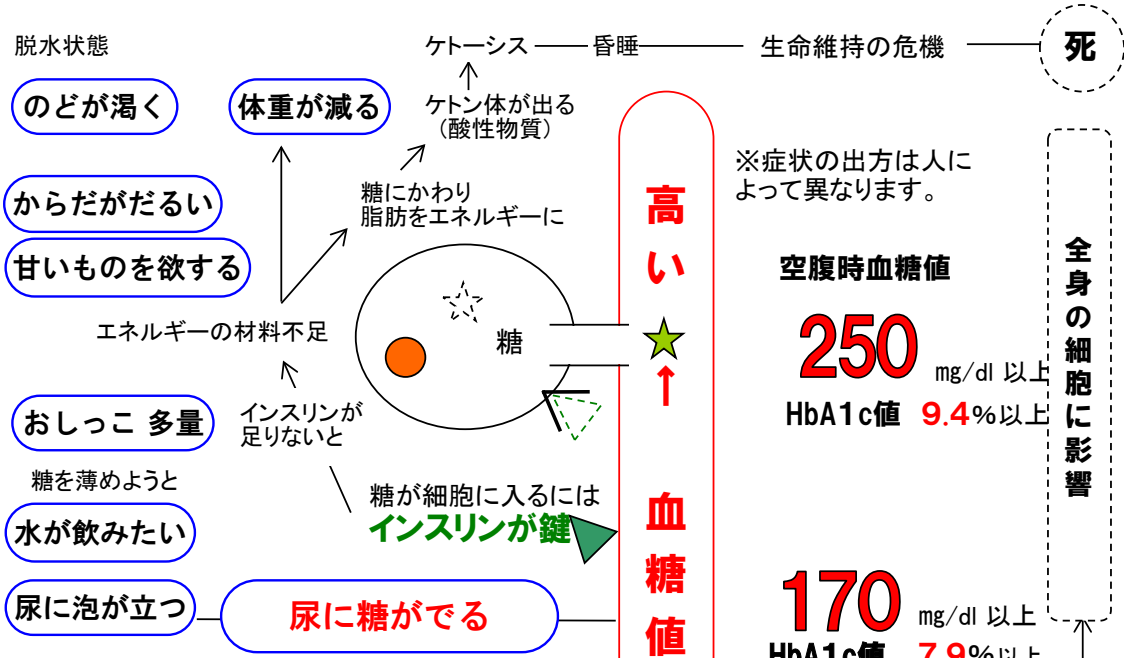 脱水状態
ケトーシス
昏睡
生命維持の危機
死
のどが渇く
体重が減る
ケトン体が出る
(酸性物質)
※症状の出方は人に
よって異なります。
からだがだるい
糖にかわり
脂肪をエネルギーに
甘いものを欲する
エネルギーの材料不足
糖
高い血糖値
空腹時血糖値
250 mg/dl 以上
HbA1c値 9.4%以上
全身の細胞に影響
おしっこ 多量
インスリンが
足りないと
糖を薄めようと
糖が細胞に入るには
インスリンが鍵
水が飲みたい
尿に泡が立つ
尿に糖がでる
170 mg/dl 以上
HbA1c値 7.9%以上